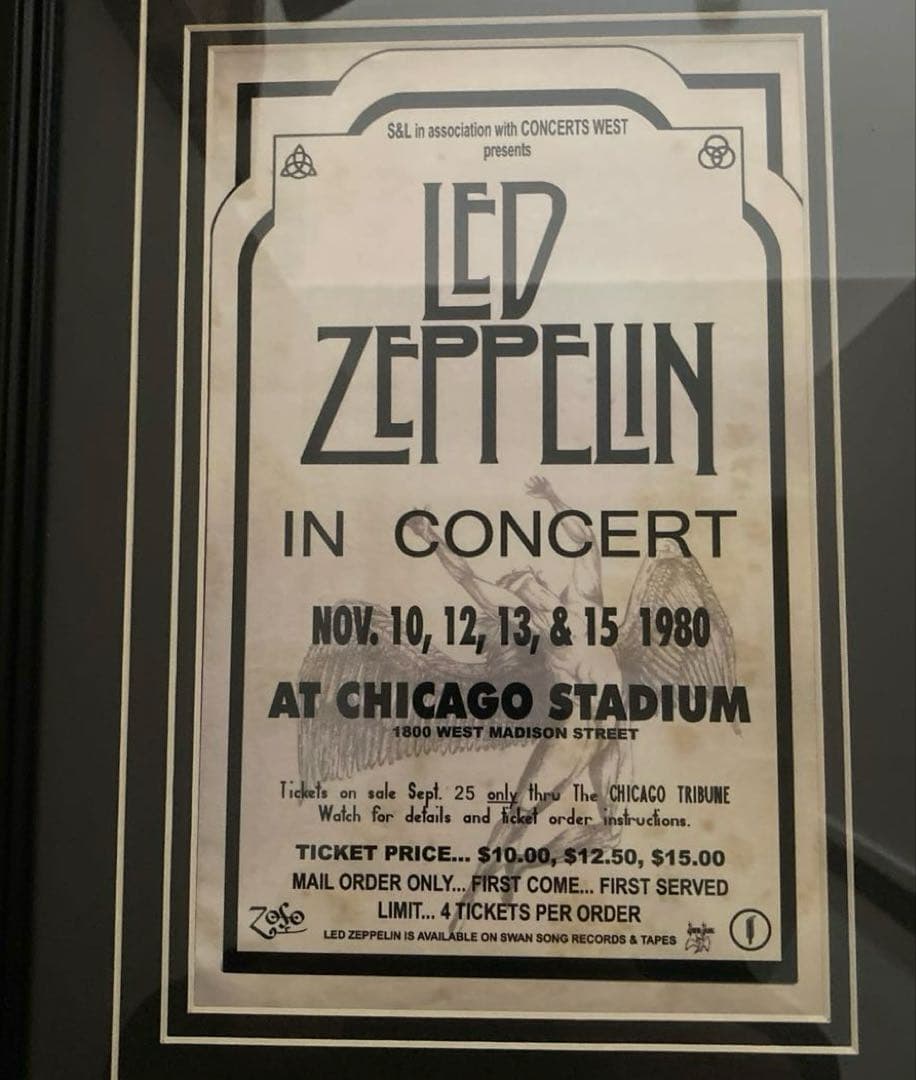 S&L in association with CONCERTS WEST
presents
LED
ZEPPELIN
IN CONCERT
NOV. 10, 12, 13, & 15 1980
AT CHICAGO STADIUM
1800 WEST MADISON STREET
Tickets on sale Sept. 25 only thru The CHICAGO TRIBUNE
Watch for details and ticket order instructions.
TICKET PRICE... $10.00, $12.50, $15.00
MAIL ORDER ONLY... FIRST COME... FIRST SERVED
LIMIT... 4 TICKETS PER ORDER
ZoSo
LED ZEPPELIN IS AVAILABLE ON SWAN SONG RECORDS & TAPES